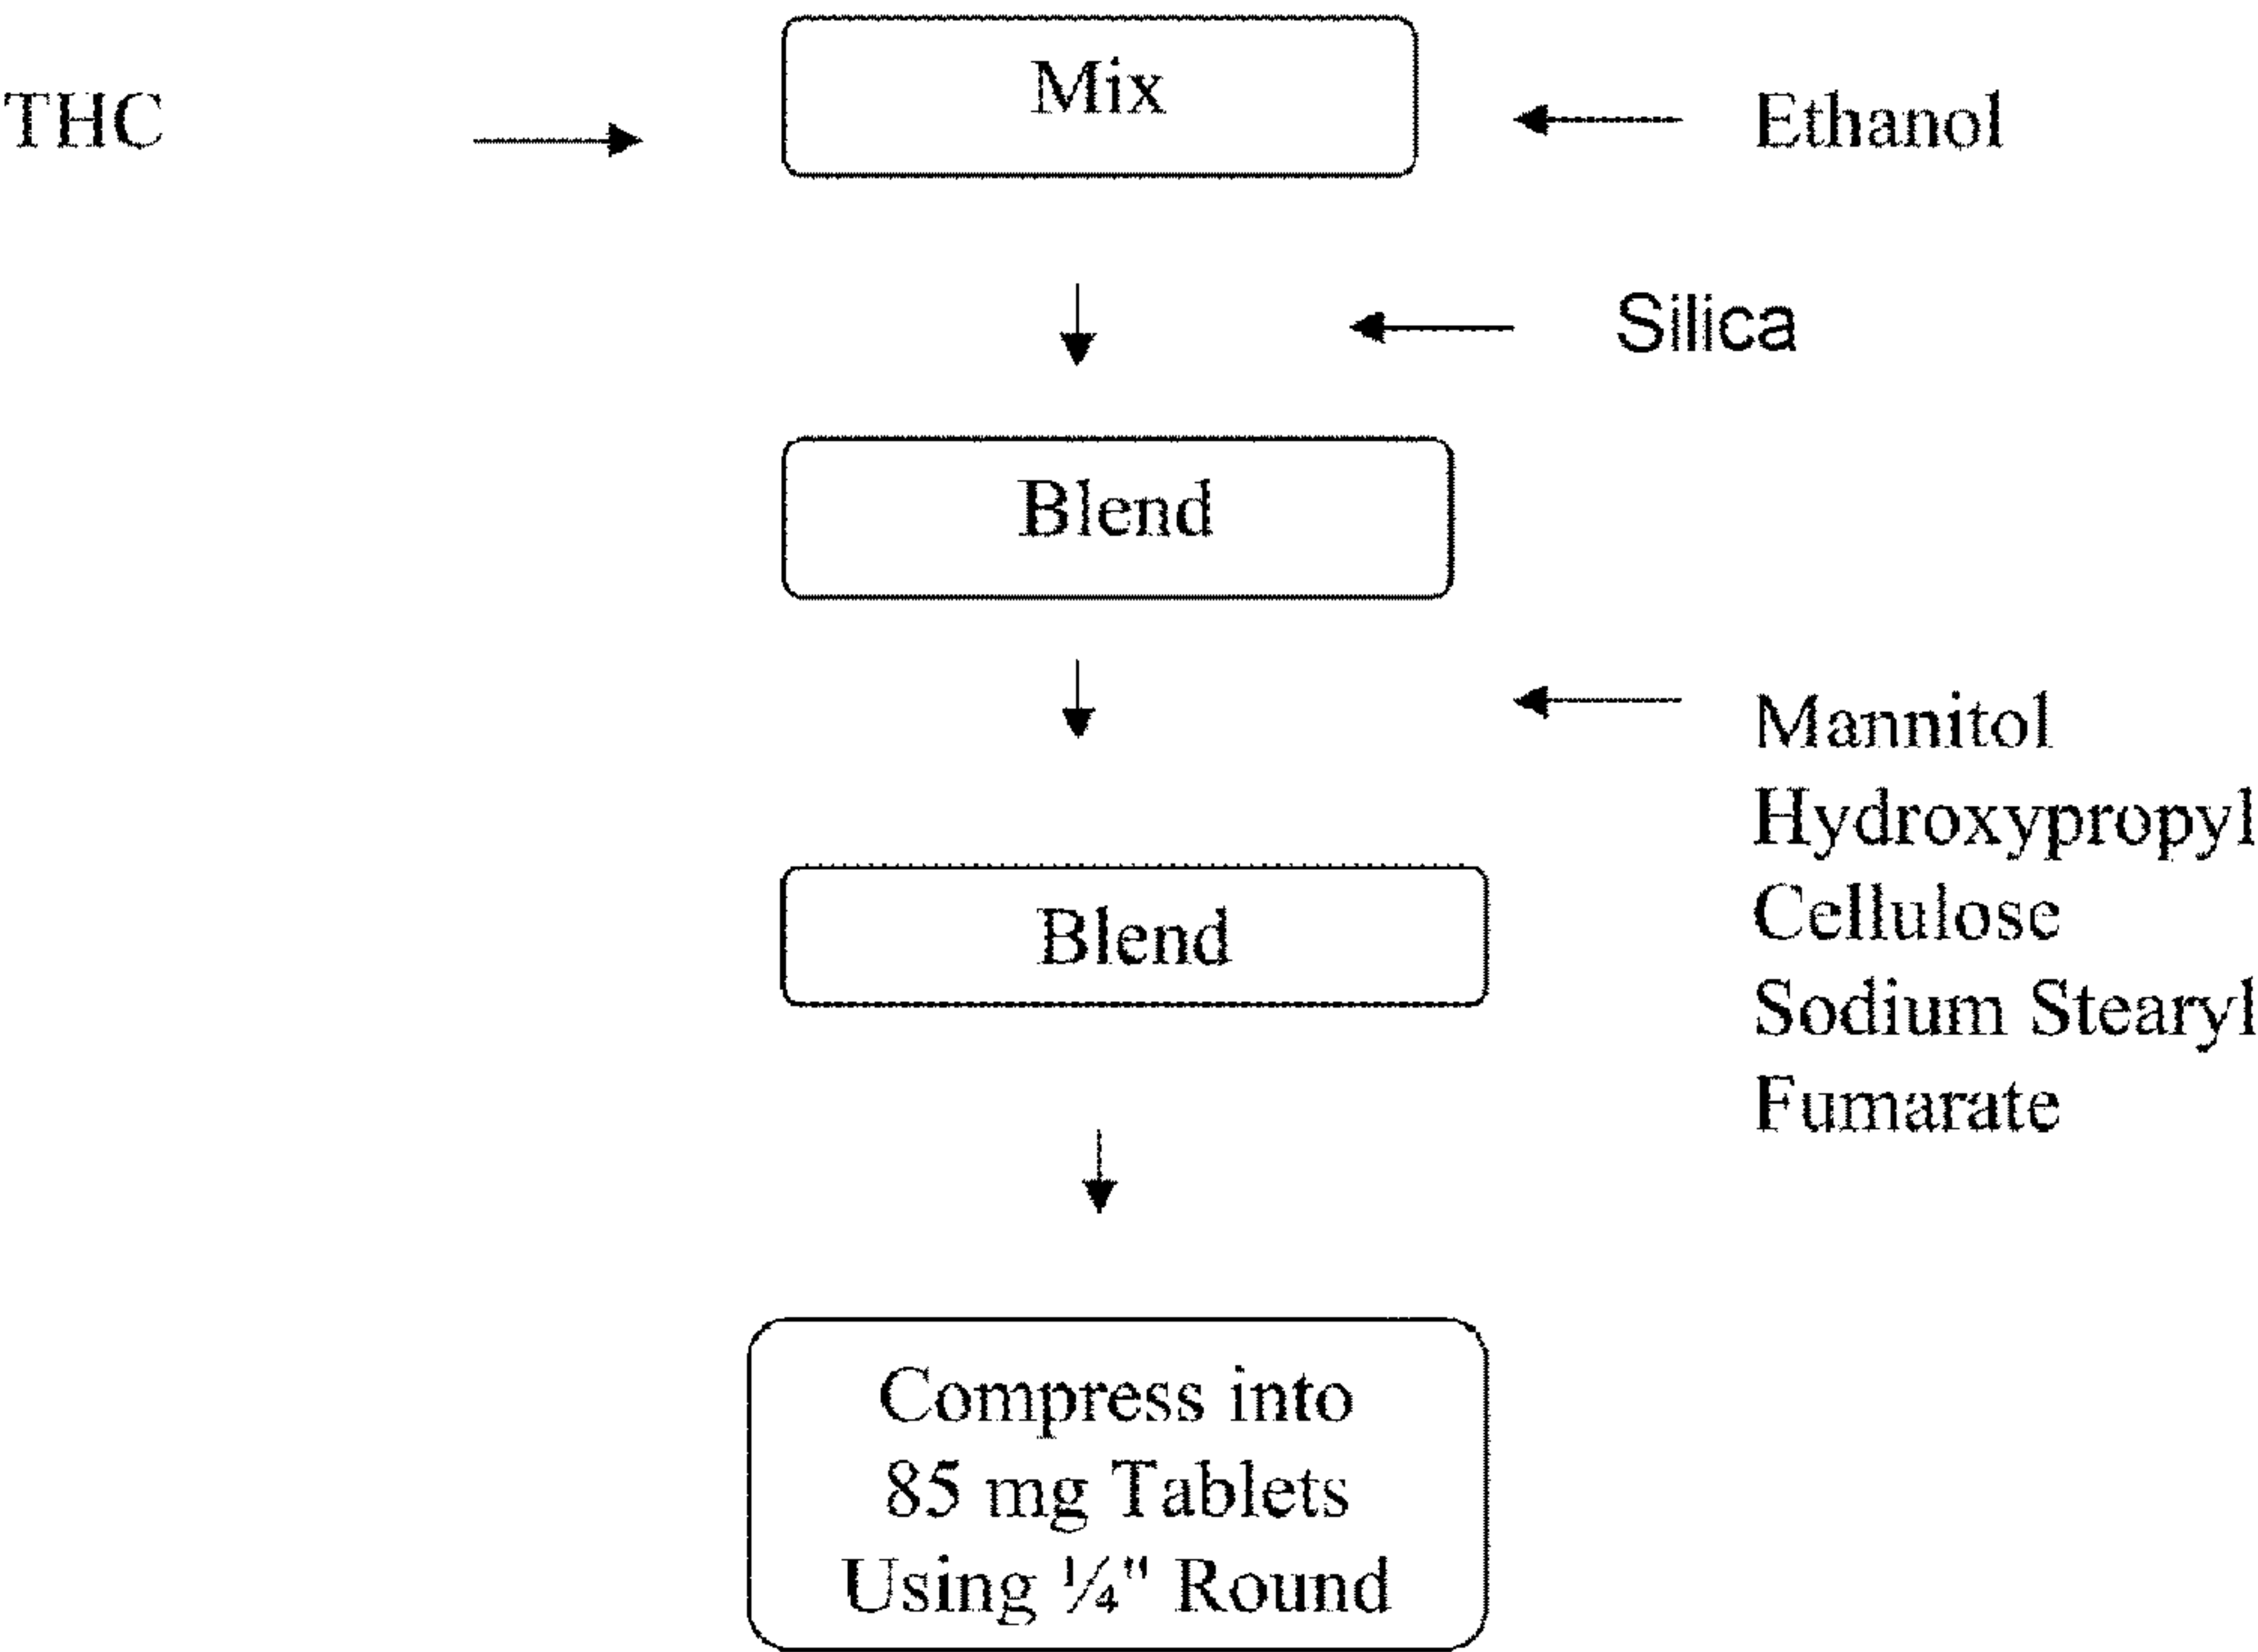 THC
Mix
Ethanol
Silica
Blend
Mannitol
Hydroxypropyl
Cellulose
Sodium Stearyl
Fumarate
Blend
Compress into
85 mg Tablets
Using ¼" Round